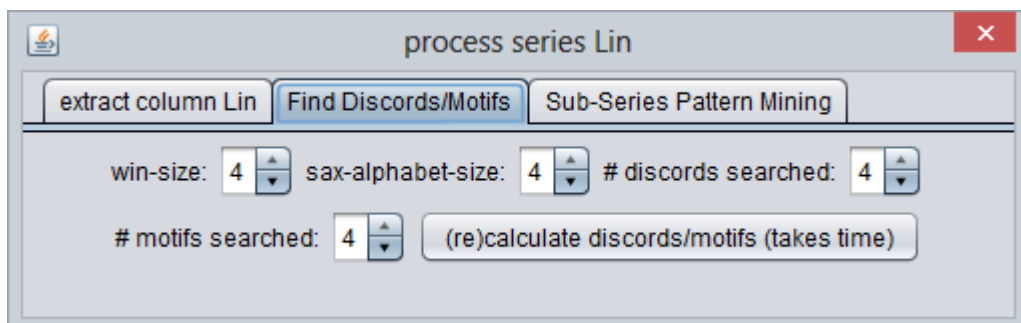 process series Lin
extract column Lin Find Discords/Motifs Sub-Series Pattern Mining
win-size: 4 sax-alphabet-size: 4 # discords searched: 4
# motifs searched: 4 (re)calculate discords/motifs (takes time)